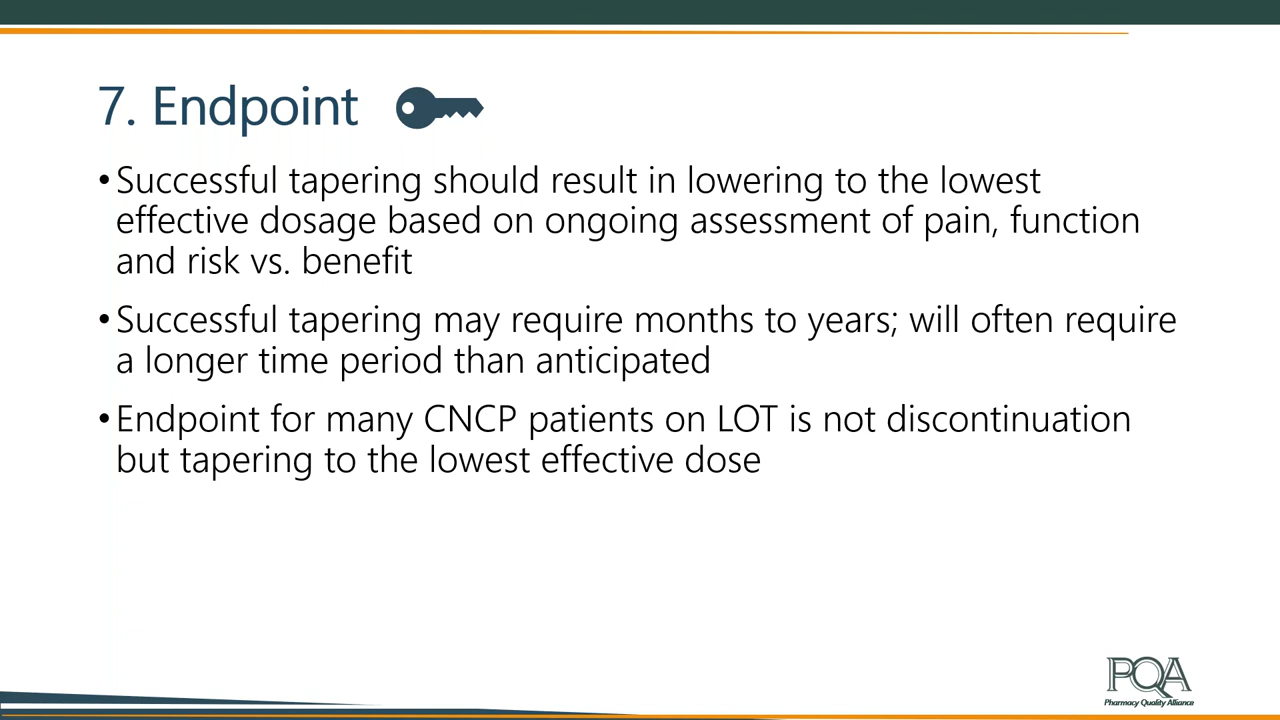 7. Endpoint
•Successful tapering should result in lowering to the lowest
effective dosage based on ongoing assessment of pain, function
and risk vs. benefit
•Successful tapering may require months to years; will often require
a longer time period than anticipated
•Endpoint for many CNCP patients on LOT is not discontinuation
but tapering to the lowest effective dose
PQA
Pharmacy Quality Alliance